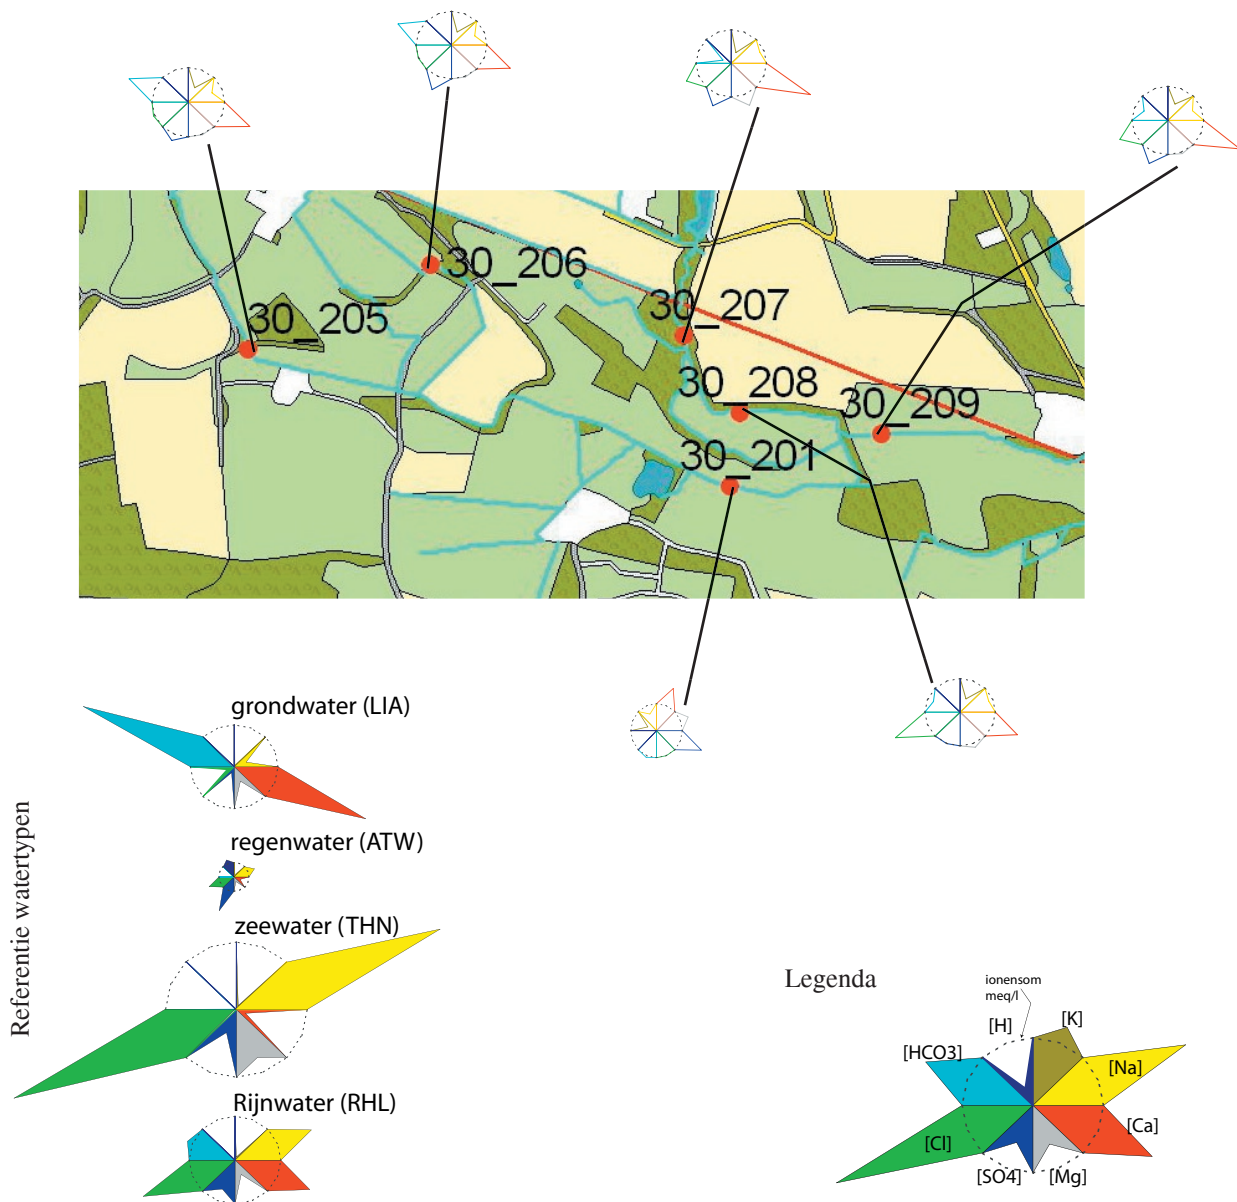 30_206
30_205
30_207
30_208
30_209
30_201
Referentie watertypen
grondwater (LIA)
regenwater (ATW)
zeewater (THN)
Rijnwater (RHL)
Legenda
ionensom
meq/l
[H]
[K]
[HCO3]
[Na]
[Cl]
[Ca]
[SO4]
[Mg]